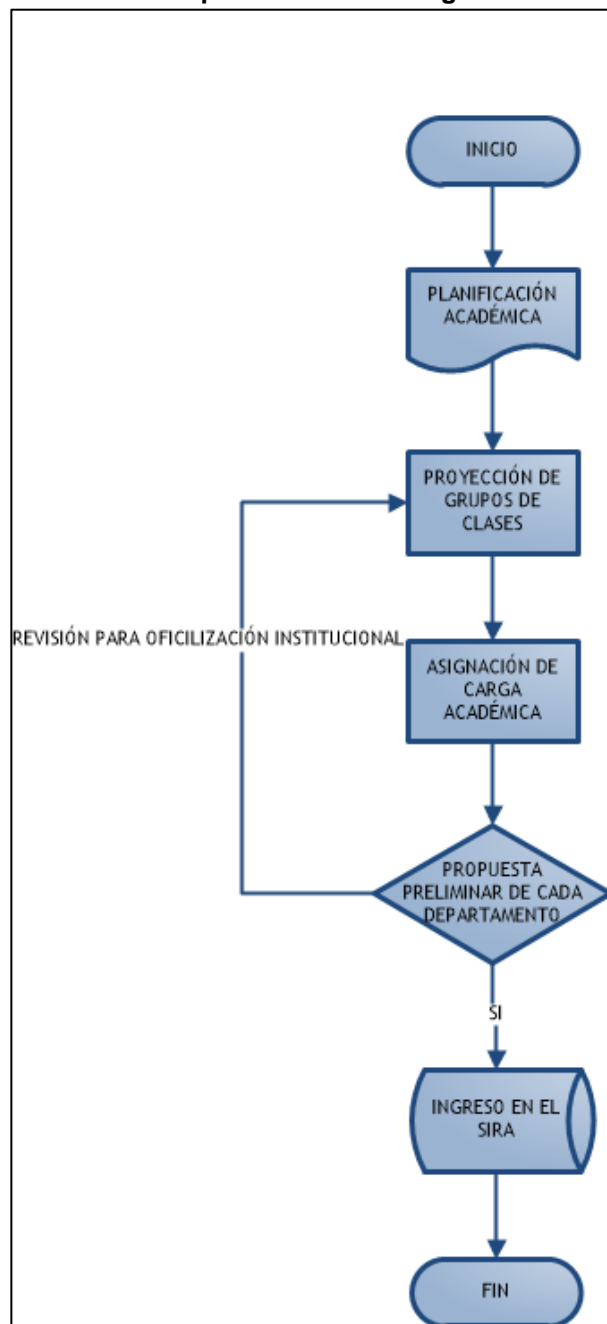 INICIO
PLANIFICACIÓN
ACADÉMICA
PROYECCIÓN DE
GRUPOS DE
CLASES
REVISIÓN PARA OFICILIZACIÓN INSTITUCIONAL
ASIGNACIÓN DE
CARGA
ACADÉMICA
PROPUESTA
PRELIMINAR DE CADA
DEPARTAMENTO
SI
INGRESO EN EL
SIRA
FIN